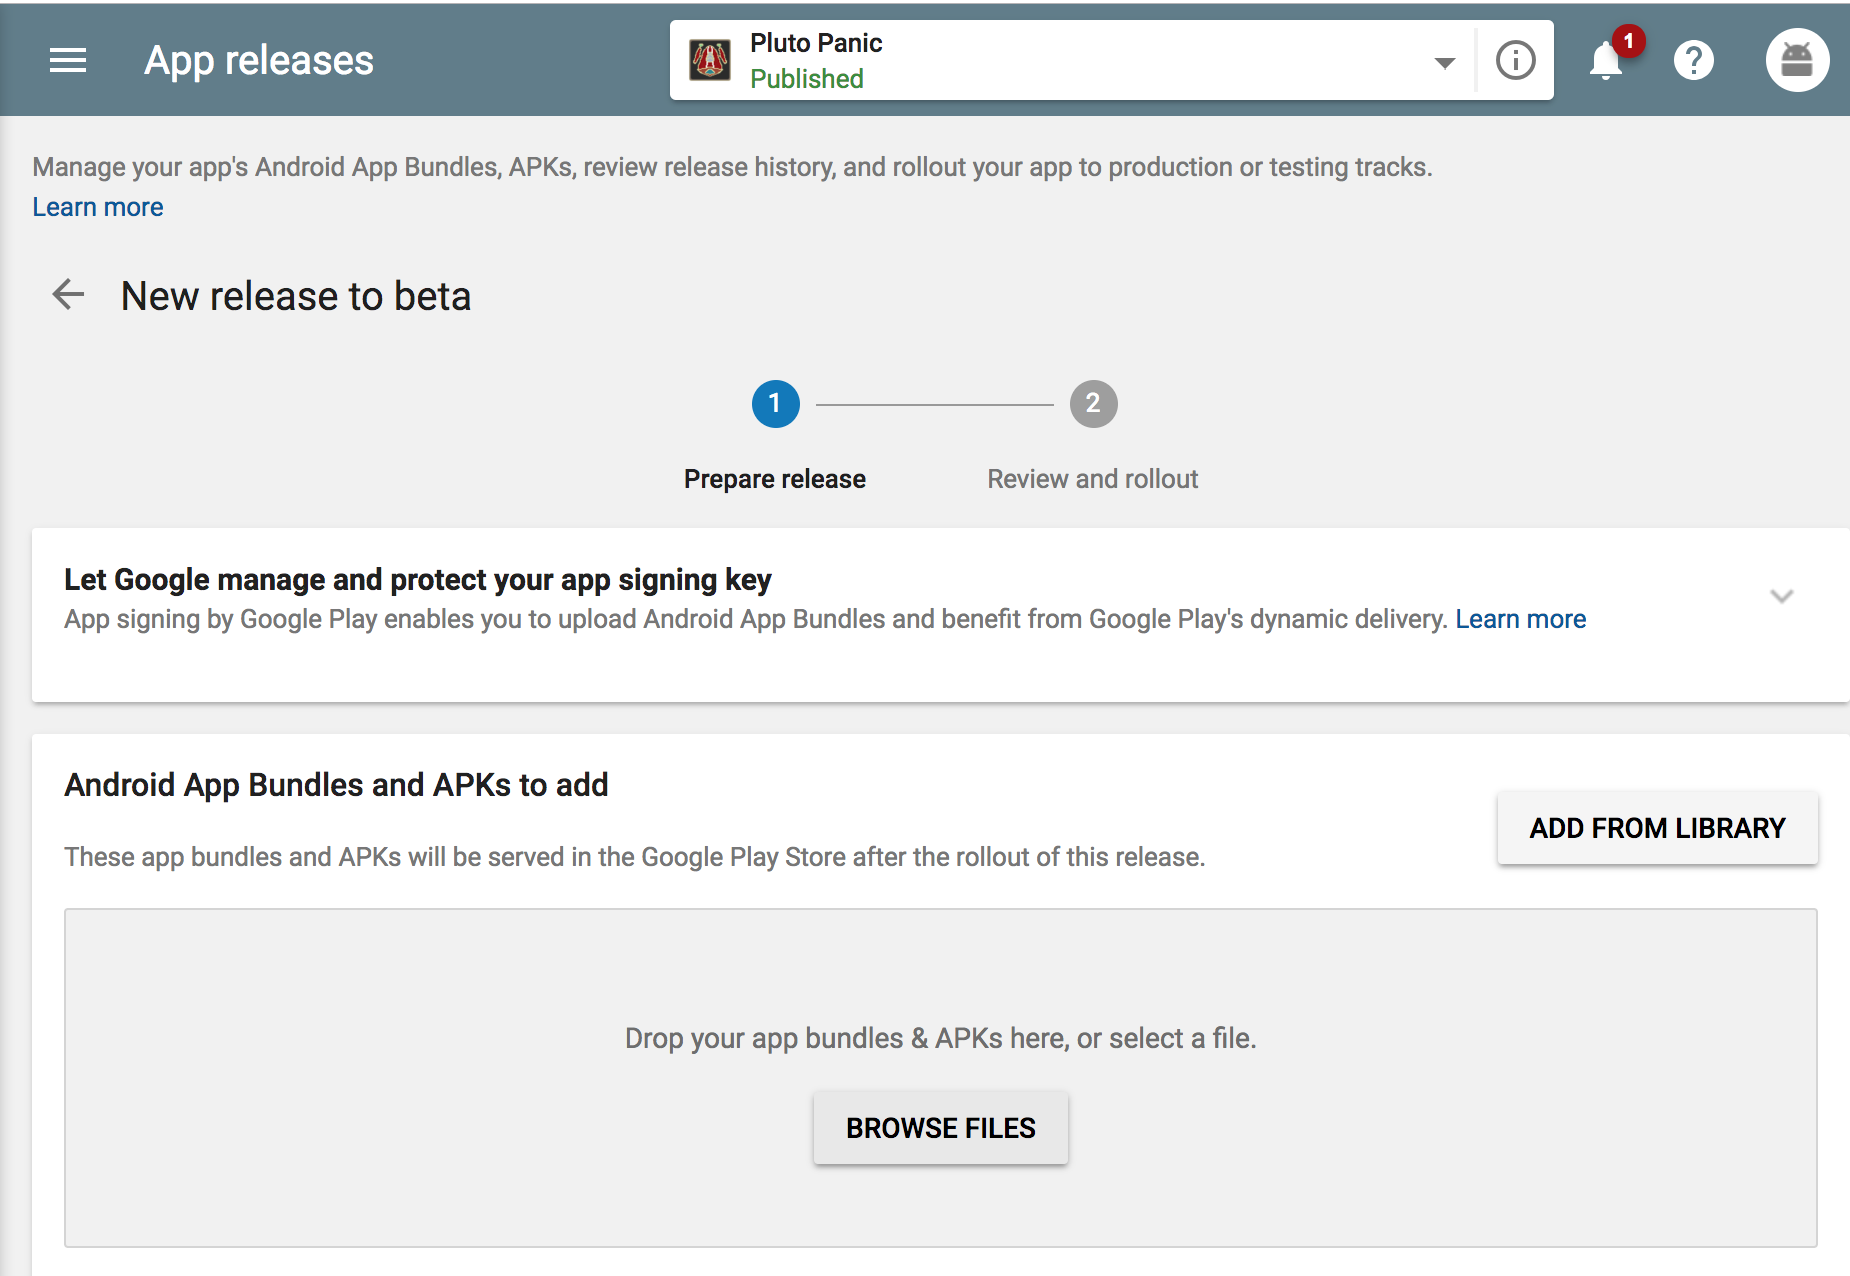 App releases
Pluto Panic
Published
1
Manage your app's Android App Bundles, APKs, review release history, and rollout your app to production or testing tracks.
Learn more
New release to beta
1
2
Prepare release
Review and rollout
Let Google manage and protect your app signing key
App signing by Google Play enables you to upload Android App Bundles and benefit from Google Play's dynamic delivery. Learn more
Android App Bundles and APKs to add
ADD FROM LIBRARY
These app bundles and APKs will be served in the Google Play Store after the rollout of this release.
Drop your app bundles & APKs here, or select a file.
BROWSE FILES